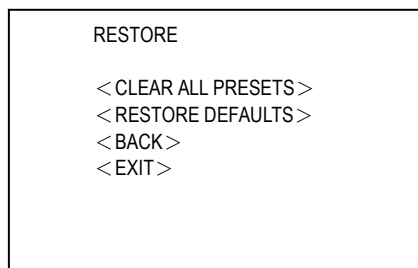 RESTORE
<CLEAR ALL PRESETS>
<RESTORE DEFAULTS>
<BACK>
<EXIT>